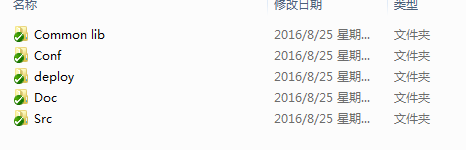 名称 修改日期 类型
Common lib 2016/8/25 星期... 文件夹
Conf 2016/8/25 星期... 文件夹
deploy 2016/8/25 星期... 文件夹
Doc 2016/8/25 星期... 文件夹
Src 2016/8/25 星期... 文件夹